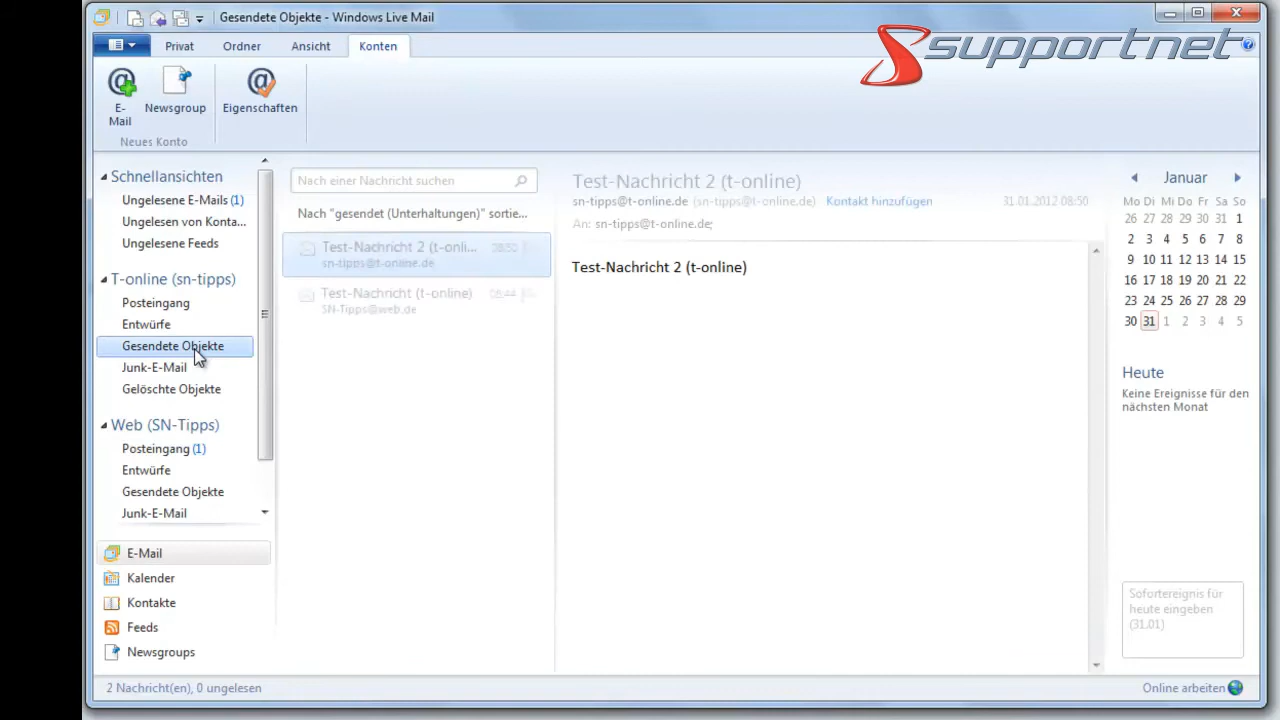 Gesendete Objekte - Windows Live Mail
supportnet
Privat
Ordner
Ansicht
Konten
E-
Mail
Newsgroup
Eigenschaften
Neues Konto
Schnellansichten
Ungelesene E-Mails (1)
Ungelesen von Konta...
Ungelesene Feeds
T-online (sn-tipps)
Posteingang
Entwürfe
Gesendete Objekte
Junk-E-Mail
Gelöschte Objekte
Web (SN-Tipps)
Posteingang (1)
Entwürfe
Gesendete Objekte
Junk-E-Mail
E-Mail
Kalender
Kontakte
Feeds
Newsgroups
Nach einer Nachricht suchen
Nach "gesendet (Unterhaltungen)" sortie...
Test-Nachricht 2 (t-onli... 08:50
sn-tipps@t-online.de
Test-Nachricht (t-online) 08:44
SN-Tipps@web.de
Test-Nachricht 2 (t-online)
sn-tipps@t-online.de (sn-tipps@t-online.de) Kontakt hinzufügen 31.01.2012 08:50
An: sn-tipps@t-online.de;
Test-Nachricht 2 (t-online)
Januar
Mo Di Mi Do Fr Sa So
26 27 28 29 30 31 1
2 3 4 5 6 7 8
9 10 11 12 13 14 15
16 17 18 19 20 21 22
23 24 25 26 27 28 29
30 31 1 2 3 4 5
Heute
Keine Ereignisse für den
nächsten Monat
Sofortereignis für
heute eingeben
(31.01)
2 Nachricht(en), 0 ungelesen
Online arbeiten